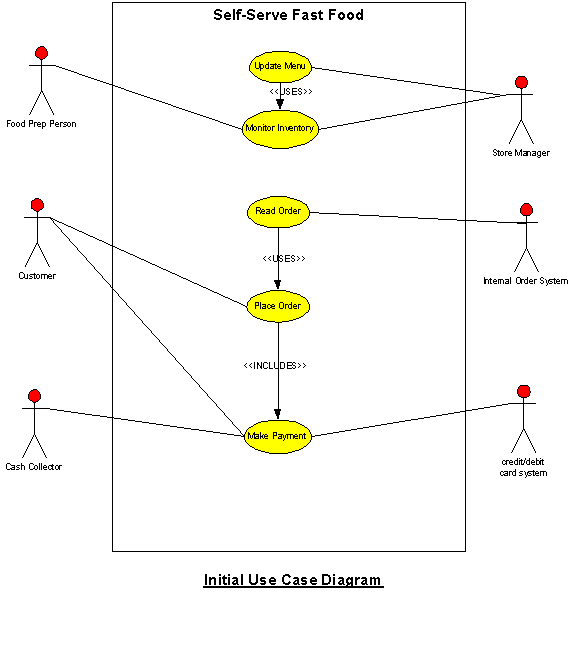 Self-Serve Fast Food
Update Menu
<<USES>>
Food Prep Person
Monitor Inventory
Store Manager
Read Order
<<USES>>
Customer
Internal Order System
Place Order
<<INCLUDES>>
Make Payment
Cash Collector
credit/debit
card system
Initial Use Case Diagram